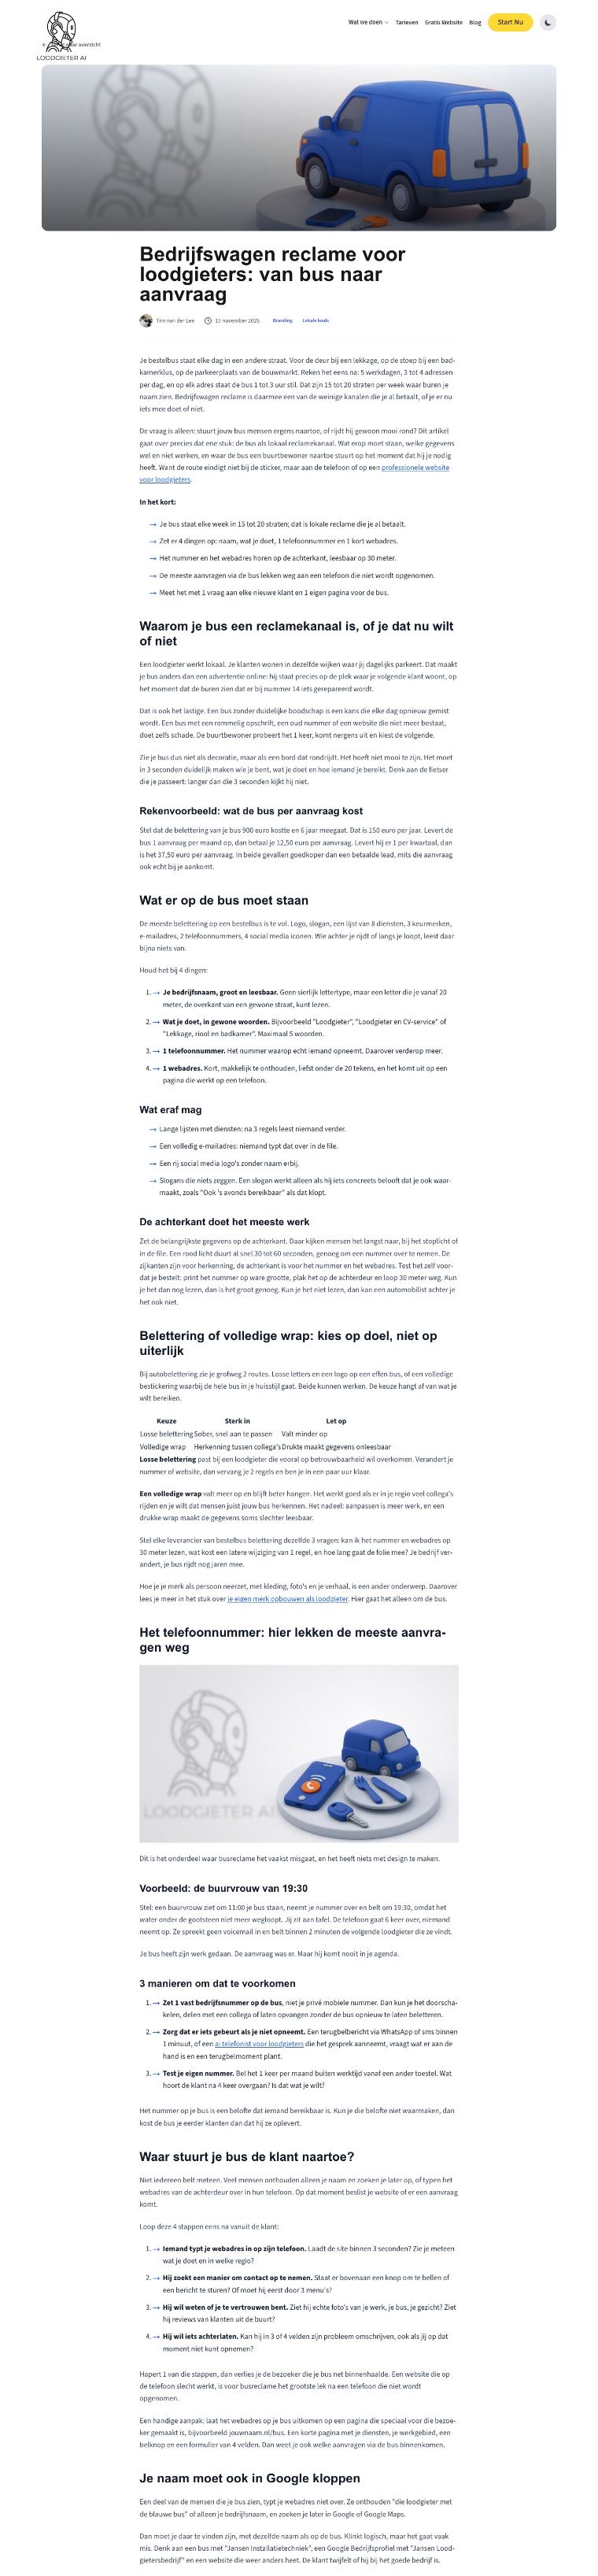 Wat we doen
Tarieven
Gratis Website
Blog
Start Nu
LOODGIETER AI
Bedrijfswagen reclame voor
loodgieters: van bus naar
aanvraag
Tim van der Lee
15 november 2025
Branding
Lokale leads
Je bestelbus staat elke dag in een andere straat. Voor de deur bij een lekkage, op de stoep bij een bad-
kamerklus, op de parkeerplaats van de bouwmarkt. Reken het eens na: 5 werkdagen, 3 tot 4 adressen
per dag, en op elk adres staat de bus 1 tot 3 uur stil. Dat zijn 15 tot 20 straten per week waar buren je
naam zien. Bedrijfswagen reclame is daarmee een van de weinige kanalen die je al betaalt, of je er nu
iets mee doet of niet.
De vraag is alleen: stuurt jouw bus mensen ergens naartoe, of rijdt hij gewoon mooi rond? Dit artikel
gaat over precies dat ene stuk: de bus als lokaal reclamekanaal. Wat erop moet staan, welke gegevens
wel en niet werken, en waar de bus een buurtbewoner naartoe stuurt op het moment dat hij je nodig
heeft. Want de route eindigt niet bij de sticker, maar aan de telefoon of op een professionele website
voor loodgieters.
In het kort:
→ Je bus staat elke week in 15 tot 20 straten; dat is lokale reclame die je al betaalt.
→ Zet er 4 dingen op: naam, wat je doet, 1 telefoonnummer en 1 kort webadres.
→ Het nummer en het webadres horen op de achterkant, leesbaar op 30 meter.
→ De meeste aanvragen via de bus lekken weg aan een telefoon die niet wordt opgenomen.
→ Meet het met 1 vraag aan elke nieuwe klant en 1 eigen pagina voor de bus.
Waarom je bus een reclamekanaal is, of je dat nu wilt
of niet
Een loodgieter werkt lokaal. Je klanten wonen in dezelfde wijken waar jij dagelijks parkeert. Dat maakt
je bus anders dan een advertentie online: hij staat precies op de plek waar je volgende klant woont, op
het moment dat de buren zien dat er bij nummer 14 iets gerepareerd wordt.
Dat is ook het lastige. Een bus zonder duidelijke boodschap is een kans die elke dag opnieuw gemist
wordt. Een bus met een rommelig opschrift, een oud nummer of een website die niet meer bestaat,
doet zelfs schade. De buurtbewoner probeert het 1 keer, komt nergens uit en kiest de volgende.
Zie je bus dus niet als decoratie, maar als een bord dat rondrijdt. Het hoeft niet mooi te zijn. Het moet
in 3 seconden duidelijk maken wie je bent, wat je doet en hoe iemand je bereikt. Denk aan de fietser
die je passeert: langer dan die 3 seconden kijkt hij niet.
Rekenvoorbeeld: wat de bus per aanvraag kost
Stel dat de belettering van je bus 900 euro kostte en 6 jaar meegaat. Dat is 150 euro per jaar. Levert de
bus 1 aanvraag per maand op, dan betaal je 12,50 euro per aanvraag. Levert hij er 1 per kwartaal, dan
is het 37,50 euro per aanvraag. In beide gevallen goedkoper dan een betaalde lead, mits die aanvraag
ook echt bij je aankomt.
Wat er op de bus moet staan
De meeste belettering op een bestelbus is te vol. Logo, slogan, een lijst van 8 diensten, 3 keurmerken,
e-mailadres, 2 telefoonnummers, 4 social media iconen. Wie achter je rijdt of langs je loopt, leest daar
bijna niets van.
Houd het bij 4 dingen:
1. → Je bedrijfsnaam, groot en leesbaar. Geen sierlijk lettertype, maar een letter die je vanaf 20
meter, de overkant van een gewone straat, kunt lezen.
2. → Wat je doet, in gewone woorden. Bijvoorbeeld "Loodgieter", "Loodgieter en CV-service" of
"Lekkage, riool en badkamer". Maximaal 5 woorden.
3. → 1 telefoonnummer. Het nummer waarop echt iemand opneemt. Daarover verderop meer.
4. → 1 webadres. Kort, makkelijk te onthouden, liefst onder de 20 tekens, en het komt uit op een
pagina die werkt op een telefoon.
Wat eraf mag
→ Lange lijsten met diensten: na 3 regels leest niemand verder.
→ Een volledig e-mailadres: niemand typt dat over in de file.
→ Een rij social media logo's zonder naam erbij.
→ Slogans die niets zeggen. Een slogan werkt alleen als hij iets concreets belooft dat je ook waar-
maakt, zoals "Ook 's avonds bereikbaar" als dat klopt.
De achterkant doet het meeste werk
Zet de belangrijkste gegevens op de achterkant. Daar kijken mensen het langst naar, bij het stoplicht of
in de file. Een rood licht duurt al snel 30 tot 60 seconden, genoeg om een nummer over te nemen. De
zijkanten zijn voor herkenning, de achterkant is voor het nummer en het webadres. Test het zelf voor-
dat je bestelt: print het nummer op ware grootte, plak het op de achterdeur en loop 30 meter weg. Kun
je het dan nog lezen, dan is het groot genoeg. Kun je het niet lezen, dan kan een automobilist achter je
het ook niet.
Belettering of volledige wrap: kies op doel, niet op
uiterlijk
Bij autobelettering zie je grofweg 2 routes. Losse letters en een logo op een effen bus, of een volledige
bestickering waarbij de hele bus in je huisstijl gaat. Beide kunnen werken. De keuze hangt af van wat je
wilt bereiken.
Keuze Sterk in Let op
Losse belettering Sober, snel aan te passen Valt minder op
Volledige wrap Herkenning tussen collega's Drukte maakt gegevens onleesbaar
Losse belettering past bij een loodgieter die vooral op betrouwbaarheid wil overkomen. Verandert je
nummer of website, dan vervang je 2 regels en ben je in een paar uur klaar.
Een volledige wrap valt meer op en blijft beter hangen. Het werkt goed als er in je regio veel collega's
rijden en je wilt dat mensen juist jouw bus herkennen. Het nadeel: aanpassen is meer werk, en een
drukke wrap maakt de gegevens soms slechter leesbaar.
Stel elke leverancier van bestelbus belettering dezelfde 3 vragen: kan ik het nummer en webadres op
30 meter lezen, wat kost een latere wijziging van 1 regel, en hoe lang gaat de folie mee? Je bedrijf ver-
andert, je bus rijdt nog jaren mee.
Hoe je je merk als persoon neerzet, met kleding, foto's en je verhaal, is een ander onderwerp. Daarover
lees je meer in het stuk over je eigen merk opbouwen als loodgieter. Hier gaat het alleen om de bus.
Het telefoonnummer: hier lekken de meeste aanvra-
gen weg
LOODGIETER AI
Dit is het onderdeel waar busreclame het vaakst misgaat, en het heeft niets met design te maken.
Voorbeeld: de buurvrouw van 19:30
Stel: een buurvrouw ziet om 11:00 je bus staan, neemt je nummer over en belt om 19:30, omdat het
water onder de gootsteen niet meer wegloopt. Jij zit aan tafel. De telefoon gaat 6 keer over, niemand
neemt op. Ze spreekt geen voicemail in en belt binnen 2 minuten de volgende loodgieter die ze vindt.
Je bus heeft zijn werk gedaan. De aanvraag was er. Maar hij komt nooit in je agenda.
3 manieren om dat te voorkomen
1. → Zet 1 vast bedrijfsnummer op de bus, niet je privé mobiele nummer. Dan kun je het doorscha-
kelen, delen met een collega of laten opvangen zonder de bus opnieuw te laten beletteren.
2. → Zorg dat er iets gebeurt als je niet opneemt. Een terugbelbericht via WhatsApp of sms binnen
1 minuut, of een ai telefonist voor loodgieters die het gesprek aanneemt, vraagt wat er aan de
hand is en een terugbelmoment plant.
3. → Test je eigen nummer. Bel het 1 keer per maand buiten werktijd vanaf een ander toestel. Wat
hoort de klant na 4 keer overgaan? Is dat wat je wilt?
Het nummer op je bus is een belofte dat iemand bereikbaar is. Kun je die belofte niet waarmaken, dan
kost de bus je eerder klanten dan dat hij ze oplevert.
Waar stuurt je bus de klant naartoe?
Niet iedereen belt meteen. Veel mensen onthouden alleen je naam en zoeken je later op, of typen het
webadres van de achterdeur over in hun telefoon. Op dat moment beslist je website of er een aanvraag
komt.
Loop deze 4 stappen eens na vanuit de klant:
1. → Iemand typt je webadres in op zijn telefoon. Laadt de site binnen 3 seconden? Zie je meteen
wat je doet en in welke regio?
2. → Hij zoekt een manier om contact op te nemen. Staat er bovenaan een knop om te bellen of
een bericht te sturen? Of moet hij eerst door 3 menu's?
3. → Hij wil weten of je te vertrouwen bent. Ziet hij echte foto's van je werk, je bus, je gezicht? Ziet
hij reviews van klanten uit de buurt?
4. → Hij wil iets achterlaten. Kan hij in 3 of 4 velden zijn probleem omschrijven, ook als jij op dat
moment niet kunt opnemen?
Hapert 1 van die stappen, dan verlies je de bezoeker die je bus net binnenhaalde. Een website die op
de telefoon slecht werkt, is voor busreclame het grootste lek na een telefoon die niet wordt
opgenomen.
Een handige aanpak: laat het webadres op je bus uitkomen op een pagina die speciaal voor die bezoe-
ker gemaakt is, bijvoorbeeld jouwnaam.nl/bus. Een korte pagina met je diensten, je werkgebied, een
belknop en een formulier van 4 velden. Dan weet je ook welke aanvragen via de bus binnenkomen.
Je naam moet ook in Google kloppen
Een deel van de mensen die je bus zien, typt je webadres niet over. Ze onthouden "die loodgieter met
de blauwe bus" of alleen je bedrijfsnaam, en zoeken je later in Google of Google Maps.
Dan moet je daar te vinden zijn, met dezelfde naam als op de bus. Klinkt logisch, maar het gaat vaak
mis. Denk aan een bus met "Jansen Installatietechniek", een Google Bedrijfsprofiel met "Jansen Lood-
gietersbedrijf" en een website die weer anders heet. De klant twijfelt of hij bij het goede bedrijf is.